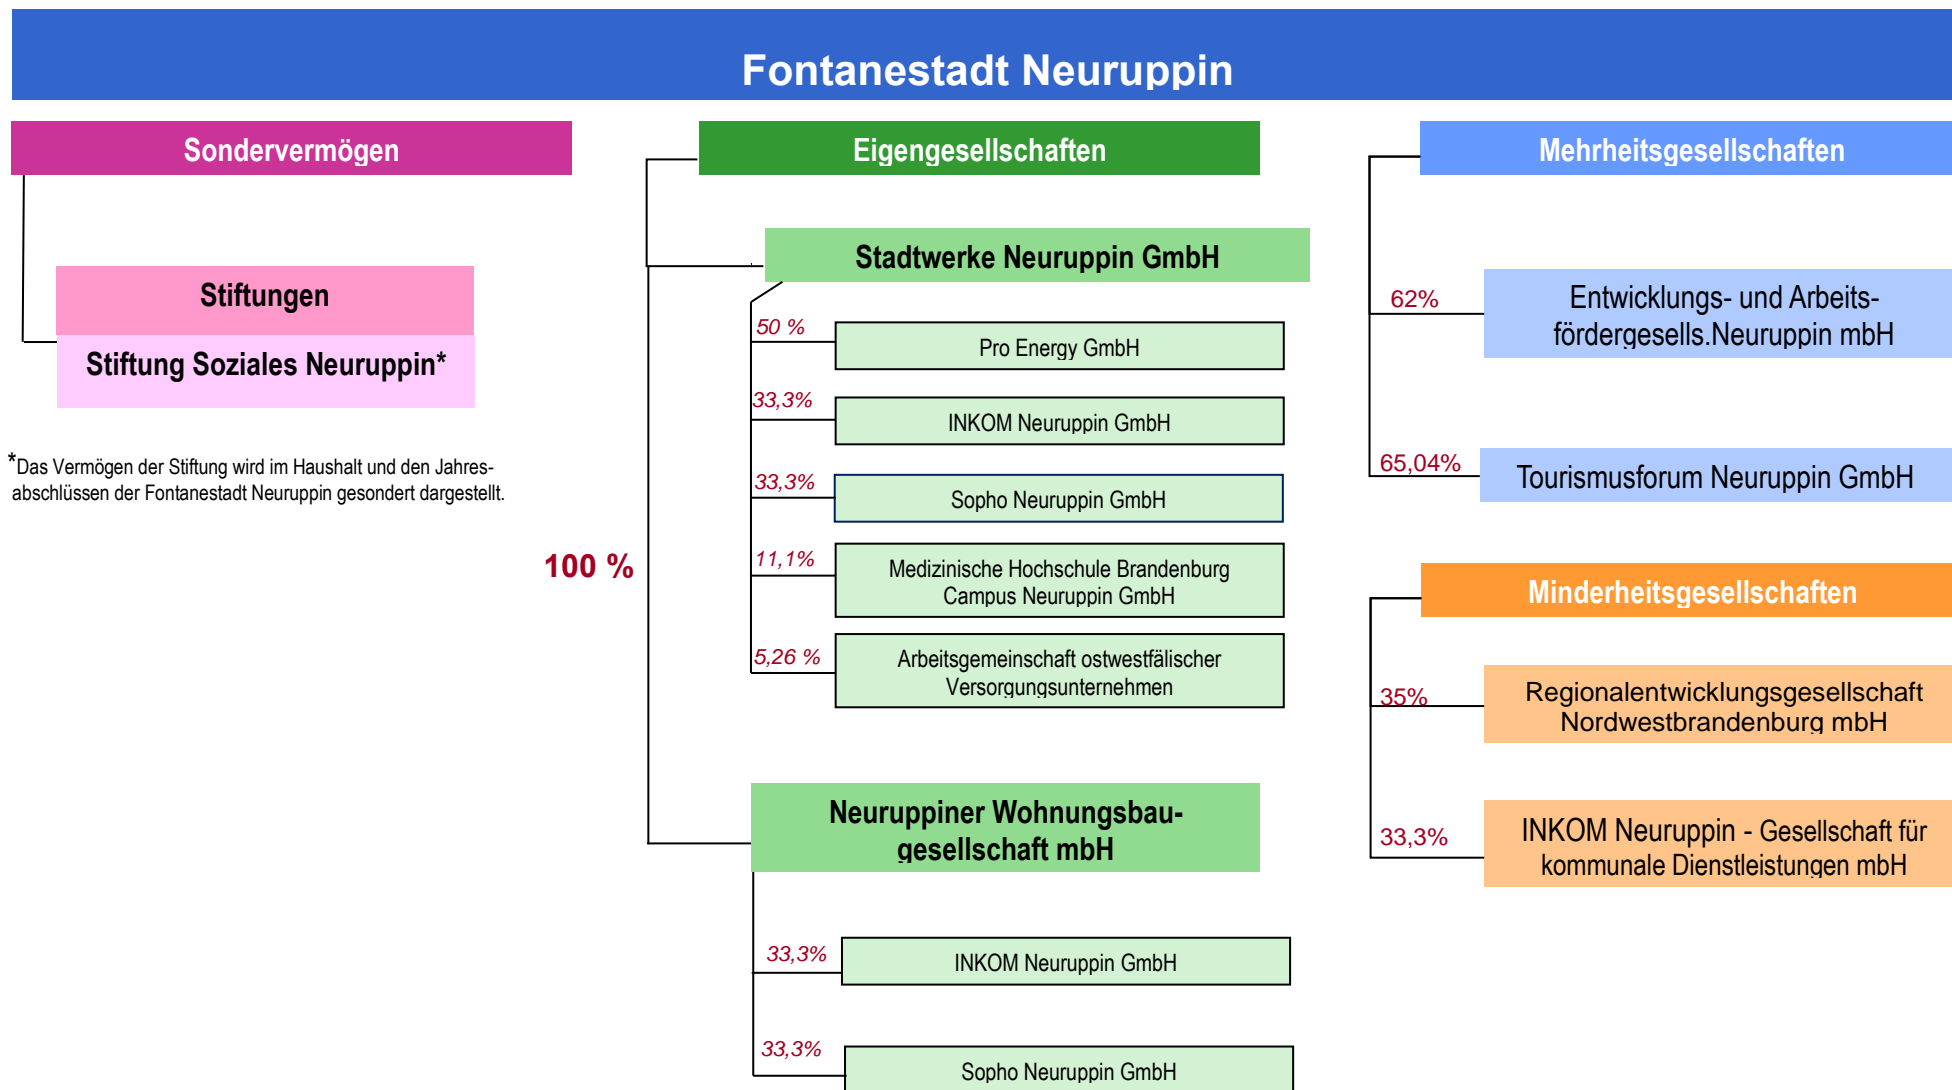 Fontanestadt Neuruppin
Sondervermögen
Stiftungen
Stiftung Soziales Neuruppin*
*Das Vermögen der Stiftung wird im Haushalt und den Jahres-
abschlüssen der Fontanestadt Neuruppin gesondert dargestellt.
Eigengesellschaften
100 %
Stadtwerke Neuruppin GmbH
50 %
Pro Energy GmbH
33,3%
INKOM Neuruppin GmbH
33,3%
Sopho Neuruppin GmbH
11,1%
Medizinische Hochschule Brandenburg
Campus Neuruppin GmbH
5,26 %
Arbeitsgemeinschaft ostwestfälischer
Versorgungsunternehmen
Neuruppiner Wohnungsbau-
gesellschaft mbH
33,3%
INKOM Neuruppin GmbH
33,3%
Sopho Neuruppin GmbH
Mehrheitsgesellschaften
62%
Entwicklungs- und Arbeits-
fördergesells.Neuruppin mbH
65,04%
Tourismusforum Neuruppin GmbH
Minderheitsgesellschaften
35%
Regionalentwicklungsgesellschaft
Nordwestbrandenburg mbH
33,3%
INKOM Neuruppin - Gesellschaft für
kommunale Dienstleistungen mbH